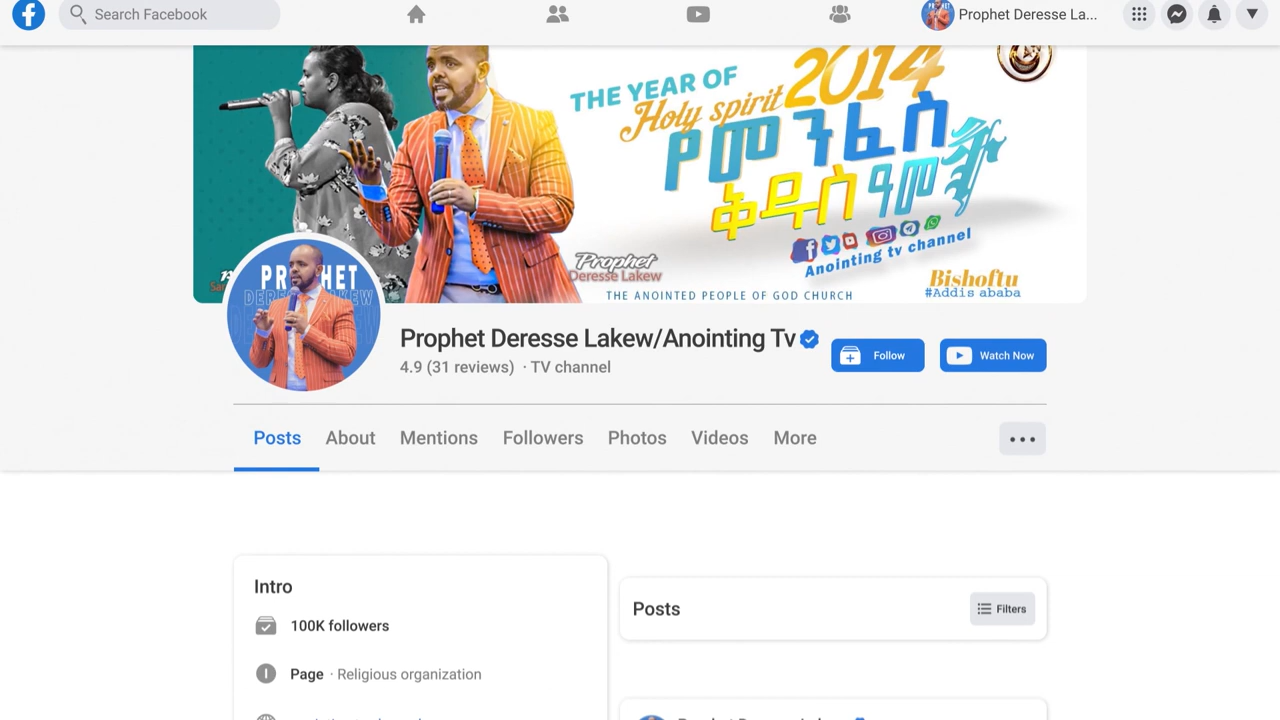 Search Facebook
Prophet Deresse La...
THE YEAR OF
Holy spirit
2014
የመንፈስ
ቅዱስ ዓመት
Anointing tv channel
Prophet
Deresse Lakew
THE ANOINTED PEOPLE OF GOD CHURCH
Bishoftu
#Addis ababa
PROPHET
DERESSE LAKEW
Prophet Deresse Lakew/Anointing Tv
4.9 (31 reviews) · TV channel
Follow
Watch Now
Posts
About
Mentions
Followers
Photos
Videos
More
Intro
100K followers
Page · Religious organization
Posts
Filters